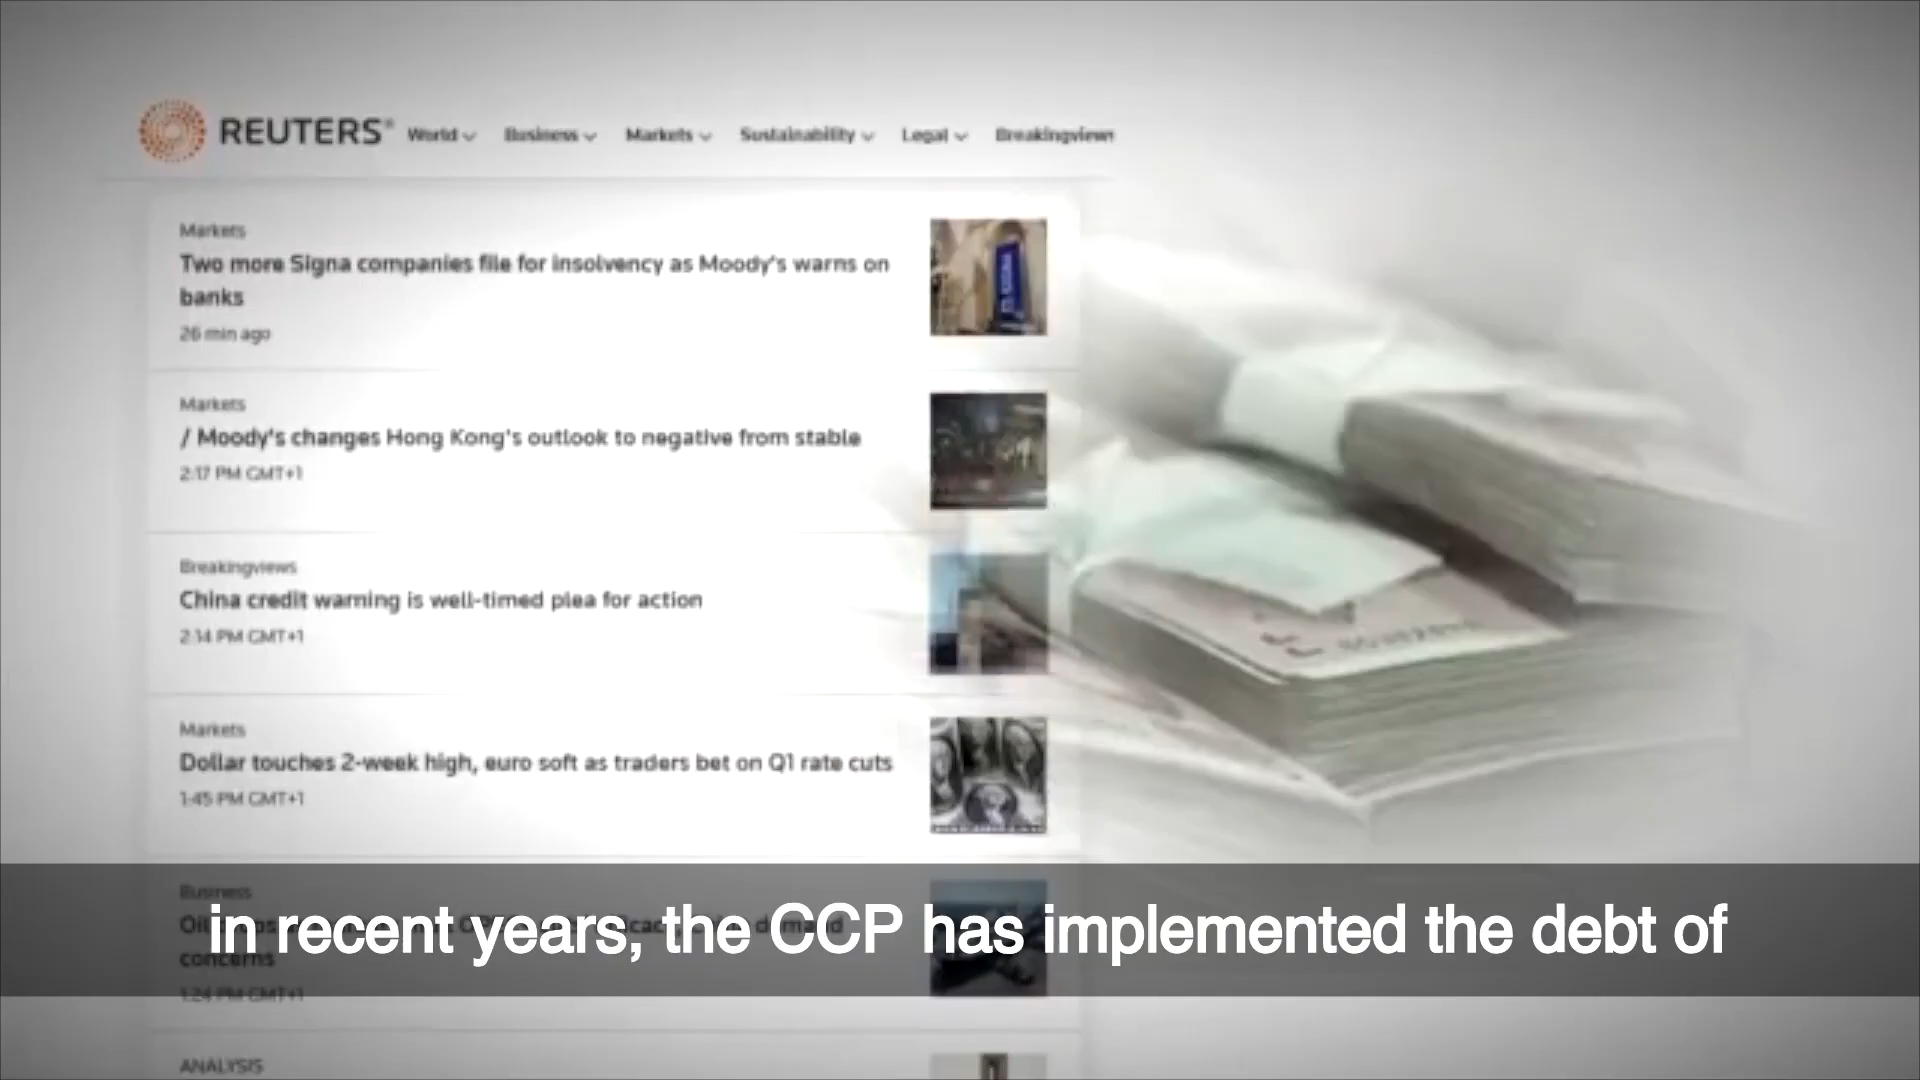 REUTERS®
World
Business
Markets
Sustainability
Legal
Breakingviews
Markets
Two more Signa companies file for insolvency as Moody's warns on
banks
26 min ago
Markets
/ Moody's changes Hong Kong's outlook to negative from stable
2:17 PM GMT+1
Breakingviews
China credit warning is well-timed plea for action
2:14 PM GMT+1
Markets
Dollar touches 2-week high, euro soft as traders bet on Q1 rate cuts
1:45 PM GMT+1
Business
Oil demand
concerns
in recent years, the CCP has implemented the debt of
1:24 PM GMT+1
ANALYSIS